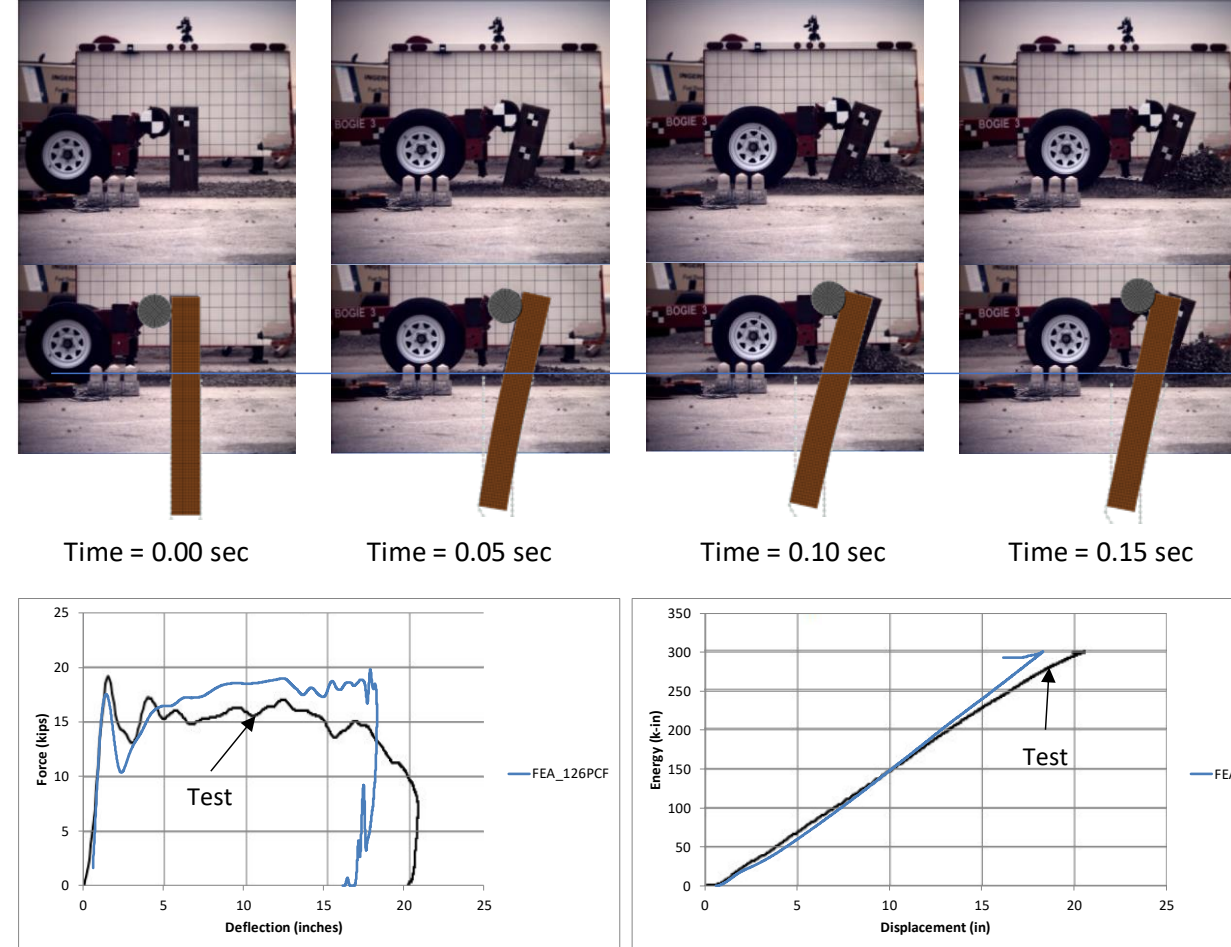 INGERS
BOGIE 3
BOGIE 3
BOGIE 3
BOGIE 3
BOGIE 3
BOGIE 3
Time = 0.00 sec
Time = 0.05 sec
Time = 0.10 sec
Time = 0.15 sec
25
20
15
10
5
0
Force (kips)
Test
FEA_126PCF
0 5 10 15 20 25
Deflection (inches)
350
300
250
200
150
100
50
0
Energy (k-in)
Test
FEA
0 5 10 15 20 25
Displacement (in)